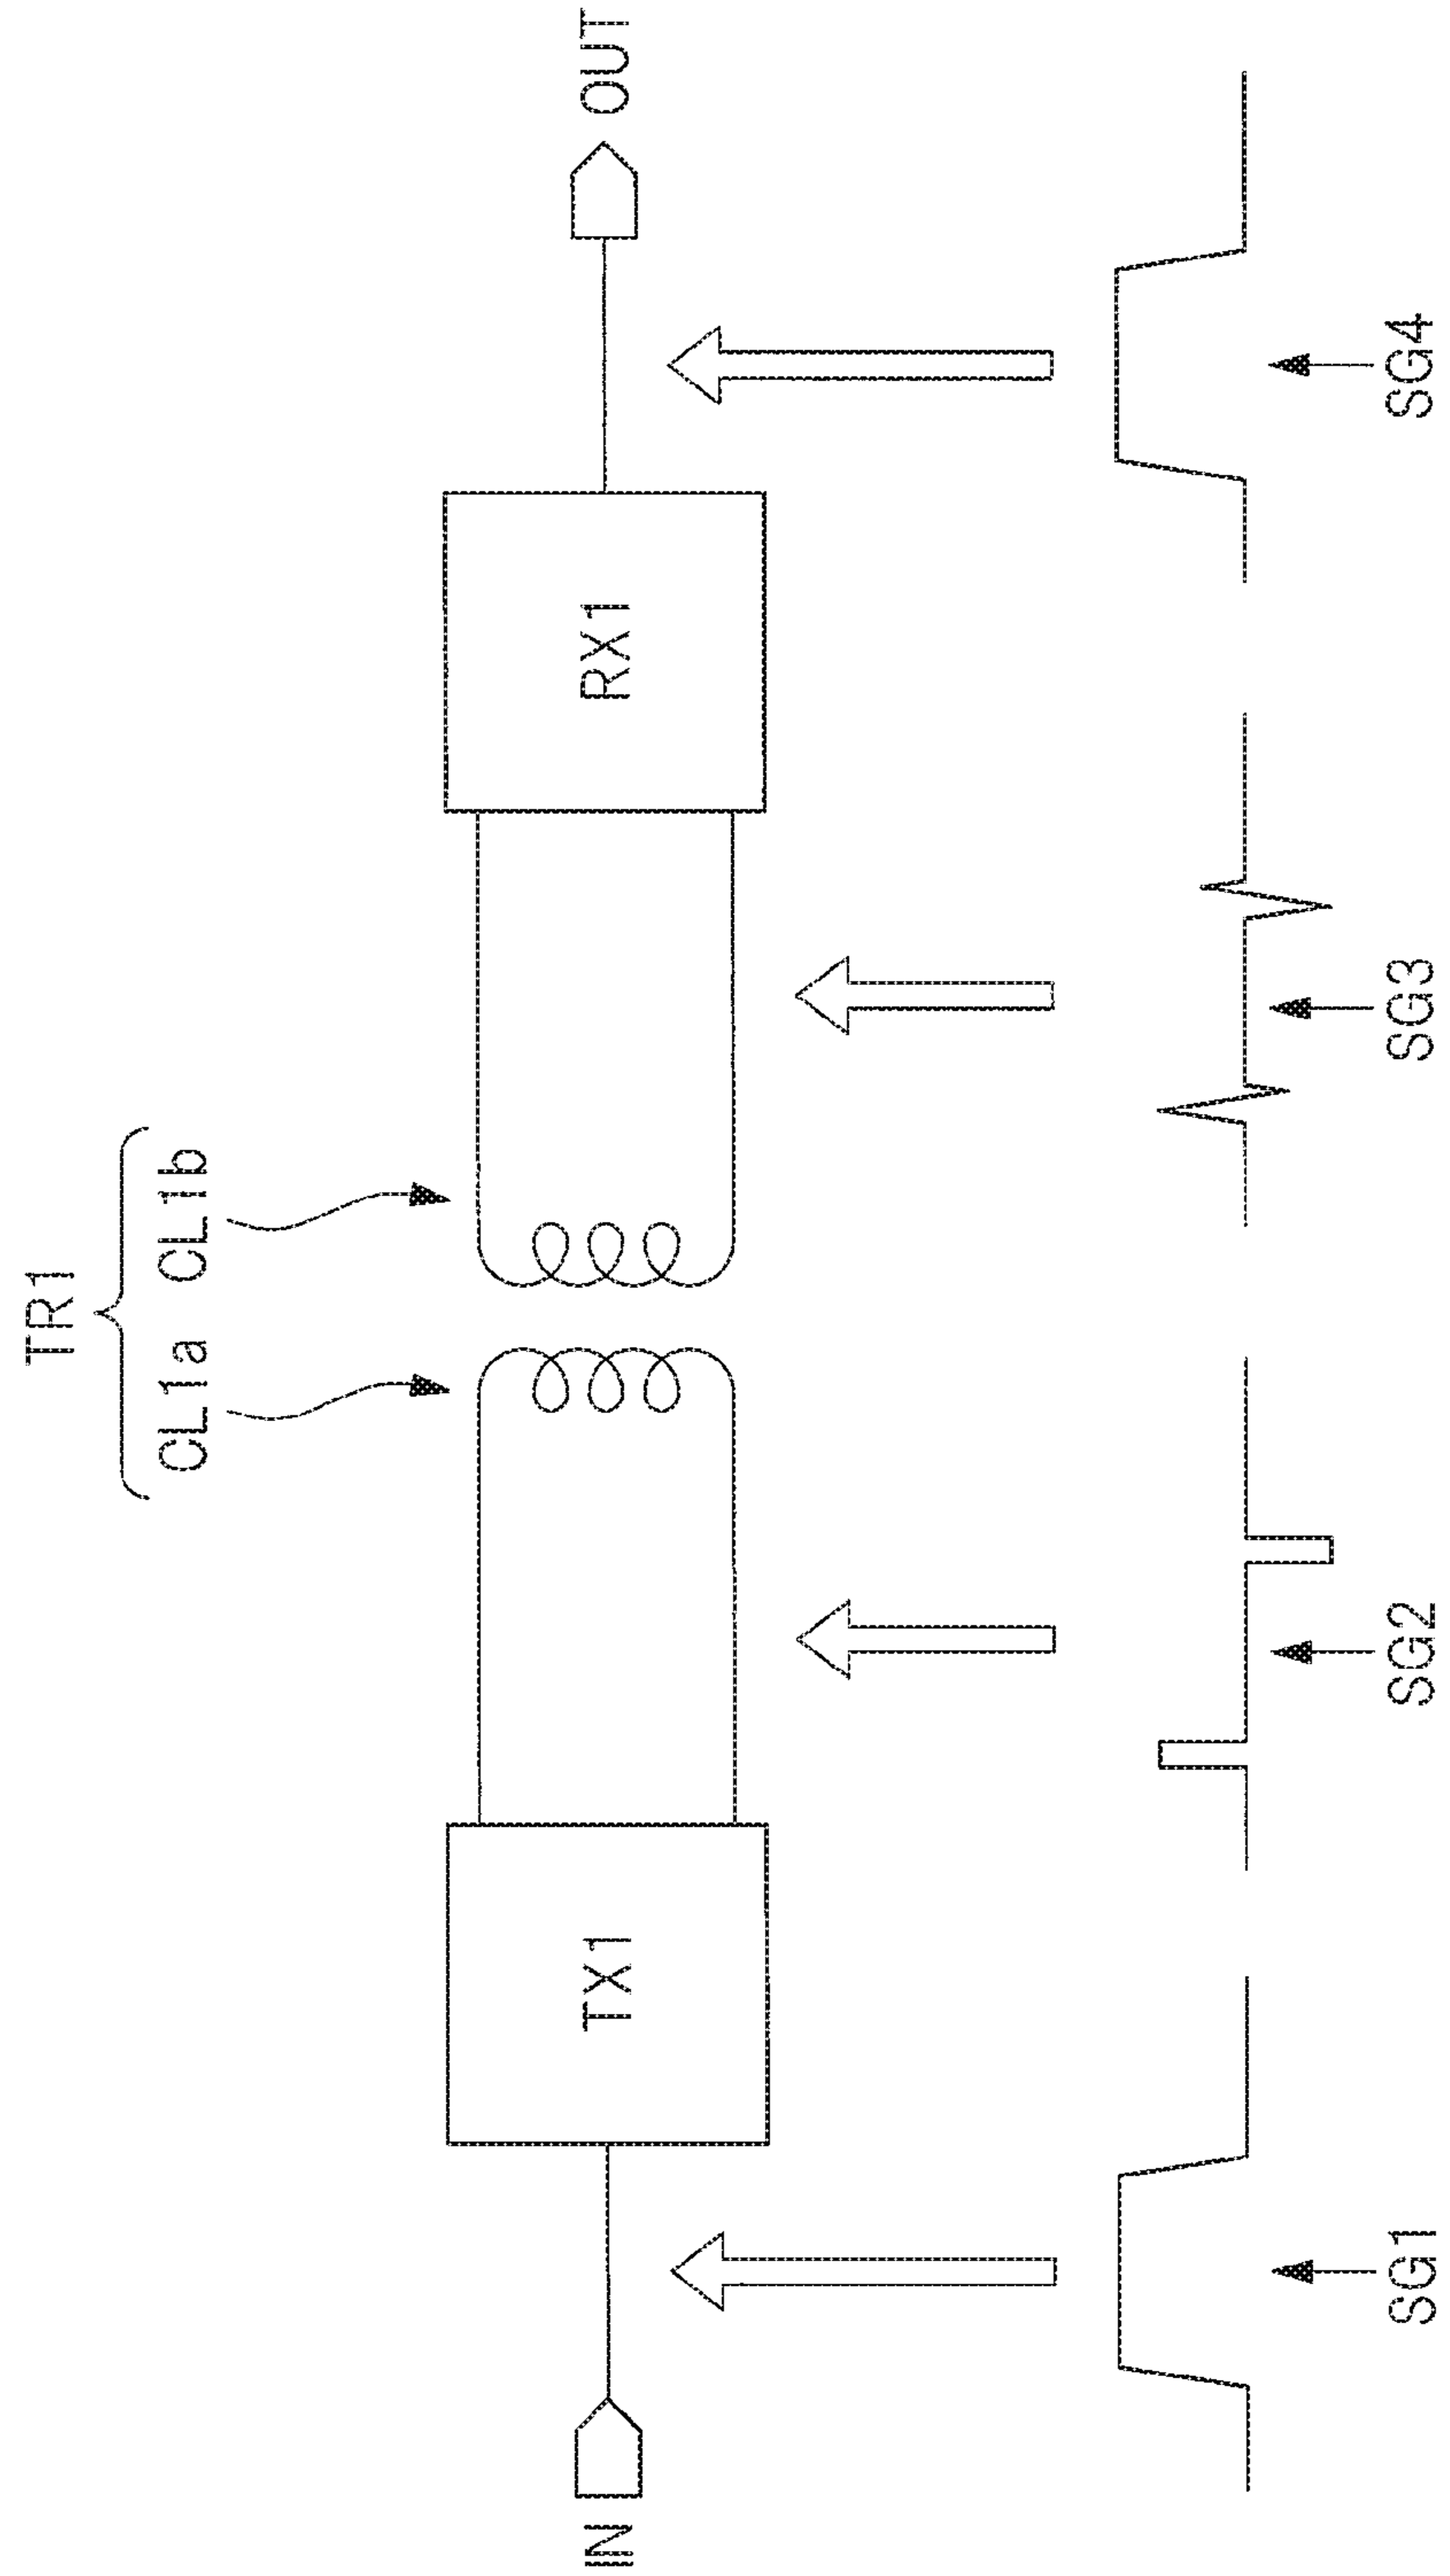 TR1
CL1a CL1b
IN
TX1
RX1
OUT
SG1
SG2
SG3
SG4